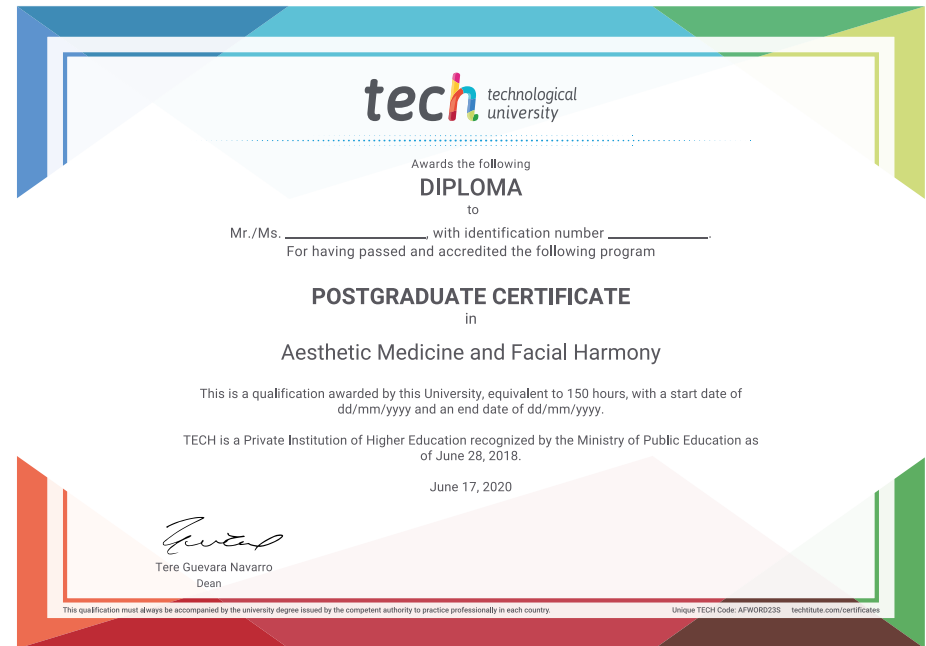 tech technological
university
Awards the following
DIPLOMA
to
Mr./Ms. ____________________, with identification number ______________.
For having passed and accredited the following program
POSTGRADUATE CERTIFICATE
in
Aesthetic Medicine and Facial Harmony
This is a qualification awarded by this University, equivalent to 150 hours, with a start date of
dd/mm/yyyy and an end date of dd/mm/yyyy.
TECH is a Private Institution of Higher Education recognized by the Ministry of Public Education as
of June 28, 2018.
June 17, 2020
Tere Guevara Navarro
Dean
This qualification must always be accompanied by the university degree issued by the competent authority to practice professionally in each country.
Unique TECH Code: AFWORD23S techtitute.com/certificates